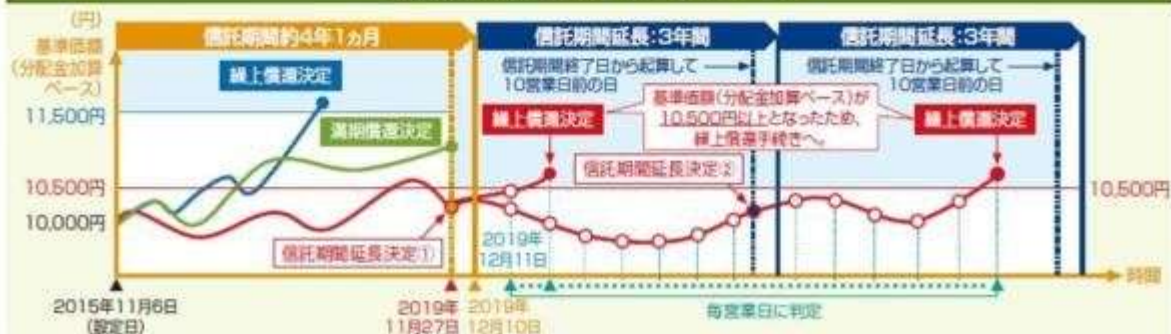 (円)
基準価額
(分配金加算
ベース)
信託期間約4年1ヵ月
信託期間延長:3年間
信託期間延長:3年間
繰上償還決定
信託期間終了日から起算して
10営業日前の日
信託期間終了日から起算して
10営業日前の日
11,500円
満期償還決定
繰上償還決定
基準価額(分配金加算ベース)が
10,500円以上となったため、
繰上償還手続きへ。
繰上償還決定
信託期間延長決定②
10,500円
10,500円
10,000円
信託期間延長決定①
2019年
12月11日
時間
2015年11月6日
(設定日)
2019年
11月27日
2019年
12月10日
毎営業日に判定